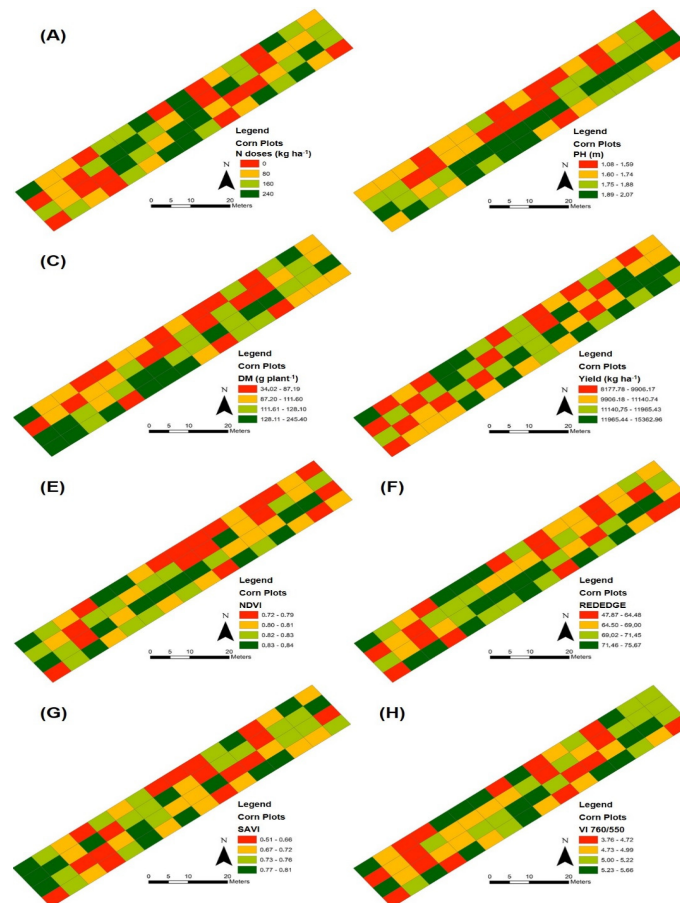 (A)
N
Legend
Corn Plots
N doses (kg ha⁻¹)
0
80
160
240
0 5 10 20
Meters
N
Legend
Corn Plots
PH (m)
1.08 - 1.59
1.60 - 1.74
1.75 - 1.88
1.89 - 2.07
0 5 10 20
Meters
(C)
N
Legend
Corn Plots
DM (g plant⁻¹)
34.02 - 87.19
87.20 - 111.60
111.61 - 128.10
128.11 - 245.40
0 5 10 20
Meters
N
Legend
Corn Plots
Yield (kg ha⁻¹)
8177.78 - 9906.17
9906.18 - 11140.74
11140.75 - 11965.43
11965.44 - 15362.96
0 5 10 20
Meters
(E)
N
Legend
Corn Plots
NDVI
0.72 - 0.79
0.80 - 0.81
0.82 - 0.83
0.83 - 0.84
0 5 10 20
Meters
(F)
N
Legend
Corn Plots
REDEDGE
47.87 - 64.48
64.50 - 69.00
69.02 - 71.45
71.46 - 75.67
0 5 10 20
Meters
(G)
N
Legend
Corn Plots
SAVI
0.51 - 0.66
0.67 - 0.72
0.73 - 0.76
0.77 - 0.81
0 5 10 20
Meters
(H)
N
Legend
Corn Plots
VI 760/550
3.76 - 4.72
4.73 - 4.99
5.00 - 5.22
5.23 - 5.66
0 5 10 20
Meters